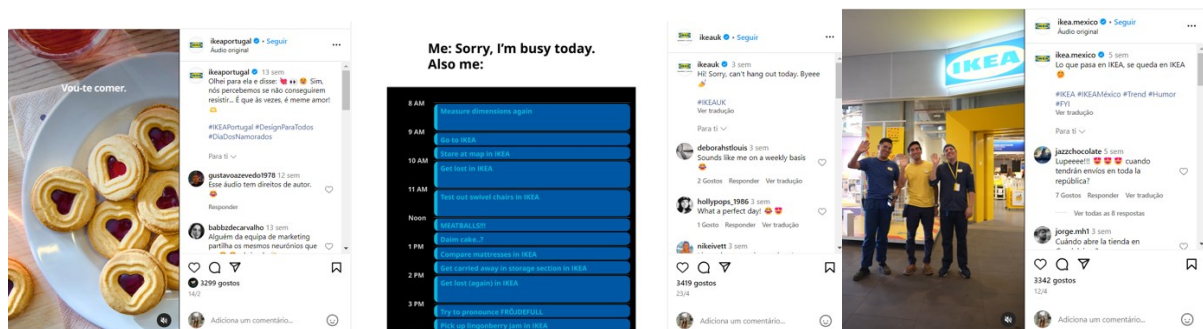 Vou-te comer.
ikeaportugal • Seguir
Áudio original
ikeaportugal 13 sem
Olhei para ela e disse: 💘 👀 😍 Sim,
nós percebemos se não conseguirem
resistir... É que às vezes, é meme amor!
#IKEAPortugal #DesignParaTodos
#DiaDosNamorados
Para ti
gustavoazevedo1978 12 sem
Esse áudio tem direitos de autor.
Responder
babbzdecarvalho 13 sem
Alguém da equipa de marketing
partilha os mesmos neurónios que
3299 gostos
14/2
Adiciona um comentário...
Me: Sorry, I'm busy today.
Also me:
8 AM
Measure dimensions again
9 AM
Go to IKEA
Stare at map in IKEA
10 AM
Get lost in IKEA
11 AM
Test out swivel chairs in IKEA
Noon
MEATBALLS!!!
Daim cake..?
1 PM
Compare mattresses in IKEA
Get carried away in storage section in IKEA
2 PM
Get lost (again) in IKEA
3 PM
Try to pronounce FRÖJDEFULL
Pick up lingonberry jam in IKEA
ikeauk • Seguir
ikeauk 3 sem
Hi! Sorry, can't hang out today. Byeee
#IKEAUK
Ver tradução
Para ti
deborahstlouis 3 sem
Sounds like me on a weekly basis
2 Gostos Responder Ver tradução
hollypops_1986 3 sem
What a perfect day!
1 Gosto Responder Ver tradução
nikeivett 3 sem
3419 gostos
23/4
Adiciona um comentário...
IKEA
ikea.mexico • Seguir
Áudio original
ikea.mexico 5 sem
Lo que pasa en IKEA, se queda en IKEA
#IKEA #IKEAMéxico #Trend #Humor
#FYI
Ver tradução
Para ti
jazzchocolate 5 sem
Lupeeee!!! 😍 😍 😍 cuando
tendrán envíos en toda la
república?
7 Gostos Responder Ver tradução
Ver todas as 8 respostas
jorge.mh1 3 sem
Cuándo abre la tienda en
3342 gostos
12/4
Adiciona um comentário...